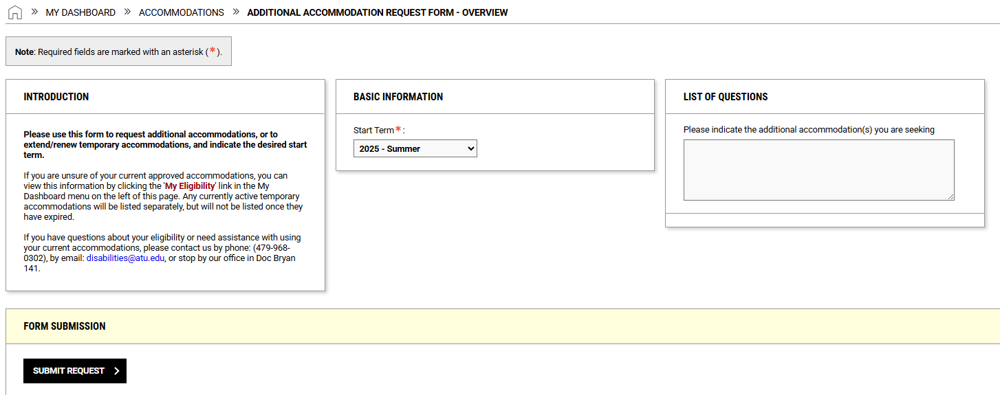 MY DASHBOARD » ACCOMMODATIONS » ADDITIONAL ACCOMMODATION REQUEST FORM - OVERVIEW
Note: Required fields are marked with an asterisk (*).
INTRODUCTION
Please use this form to request additional accommodations, or to
extend/renew temporary accommodations, and indicate the desired start
term.
If you are unsure of your current approved accommodations, you can
view this information by clicking the 'My Eligibility' link in the My
Dashboard menu on the left of this page. Any currently active temporary
accommodations will be listed separately, but will not be listed once they
have expired.
If you have questions about your eligibility or need assistance with using
your current accommodations, please contact us by phone: (479-968-
0302), by email: disabilities@atu.edu, or stop by our office in Doc Bryan
141.
BASIC INFORMATION
Start Term* :
2025 - Summer
LIST OF QUESTIONS
Please indicate the additional accommodation(s) you are seeking
FORM SUBMISSION
SUBMIT REQUEST